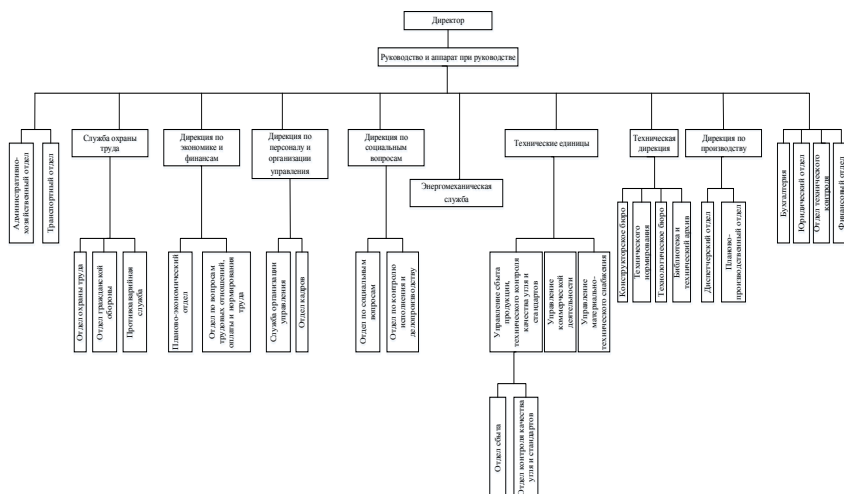 Директор
Руководство и аппарат при руководстве
Административно-
хозяйственный отдел
Транспортный отдел
Служба охраны
труда
Дирекция по
экономике и
финансам
Дирекция по
персоналу и
организации
управления
Дирекция по
социальным
вопросам
Энергомеханическая
служба
Технические единицы
Техническая
дирекция
Дирекция по
производству
Бухгалтерия
Юридический отдел
Отдел технического
контроля
Финансовый отдел
Отдел охраны труда
Отдел гражданской
обороны
Противоаварийная
служба
Планово-экономический
отдел
Отдел по вопросам
трудовых отношений,
оплаты и нормирования
труда
Служба организации
управления
Отдел кадров
Отдел по социальным
вопросам
Отдел по контролю
исполнения и
делопроизводству
Управление сбыта
продукции,
технического контроля
качества угля и
стандартов
Управление
коммерческой
деятельности
Управление
материально-
технического снабжения
Конструкторское бюро
Технического
нормирования
Технологическое бюро
Библиотека и
технический архив
Диспетчерский отдел
Планово-
производственный отдел
Отдел сбыта
Отдел контроля качества
угля и стандартов